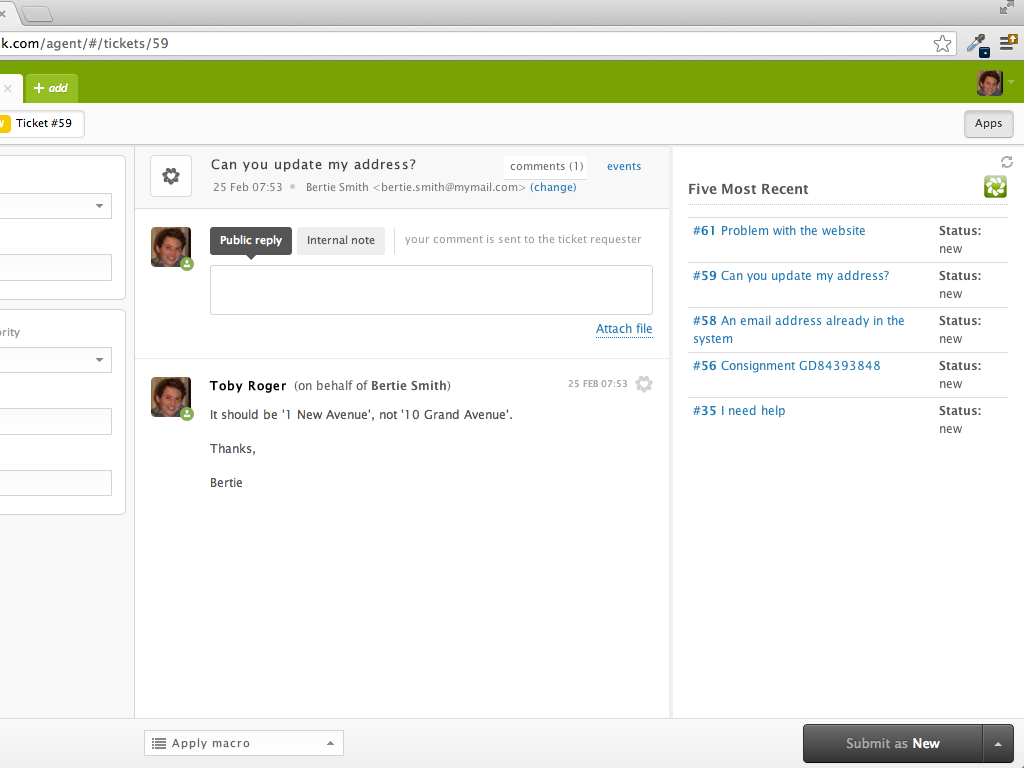 k.com/agent/#/tickets/59
+ add
Ticket #59
Apps
Can you update my address?
comments (1)
events
25 Feb 07:53 • Bertie Smith <bertie.smith@mymail.com> (change)
Public reply
Internal note
your comment is sent to the ticket requester
Attach file
Toby Roger (on behalf of Bertie Smith)
25 FEB 07:53
It should be '1 New Avenue', not '10 Grand Avenue'.
Thanks,
Bertie
Five Most Recent
#61 Problem with the website
Status:
new
#59 Can you update my address?
Status:
new
#58 An email address already in the
system
Status:
new
#56 Consignment GD84393848
Status:
new
#35 I need help
Status:
new
Apply macro
Submit as New